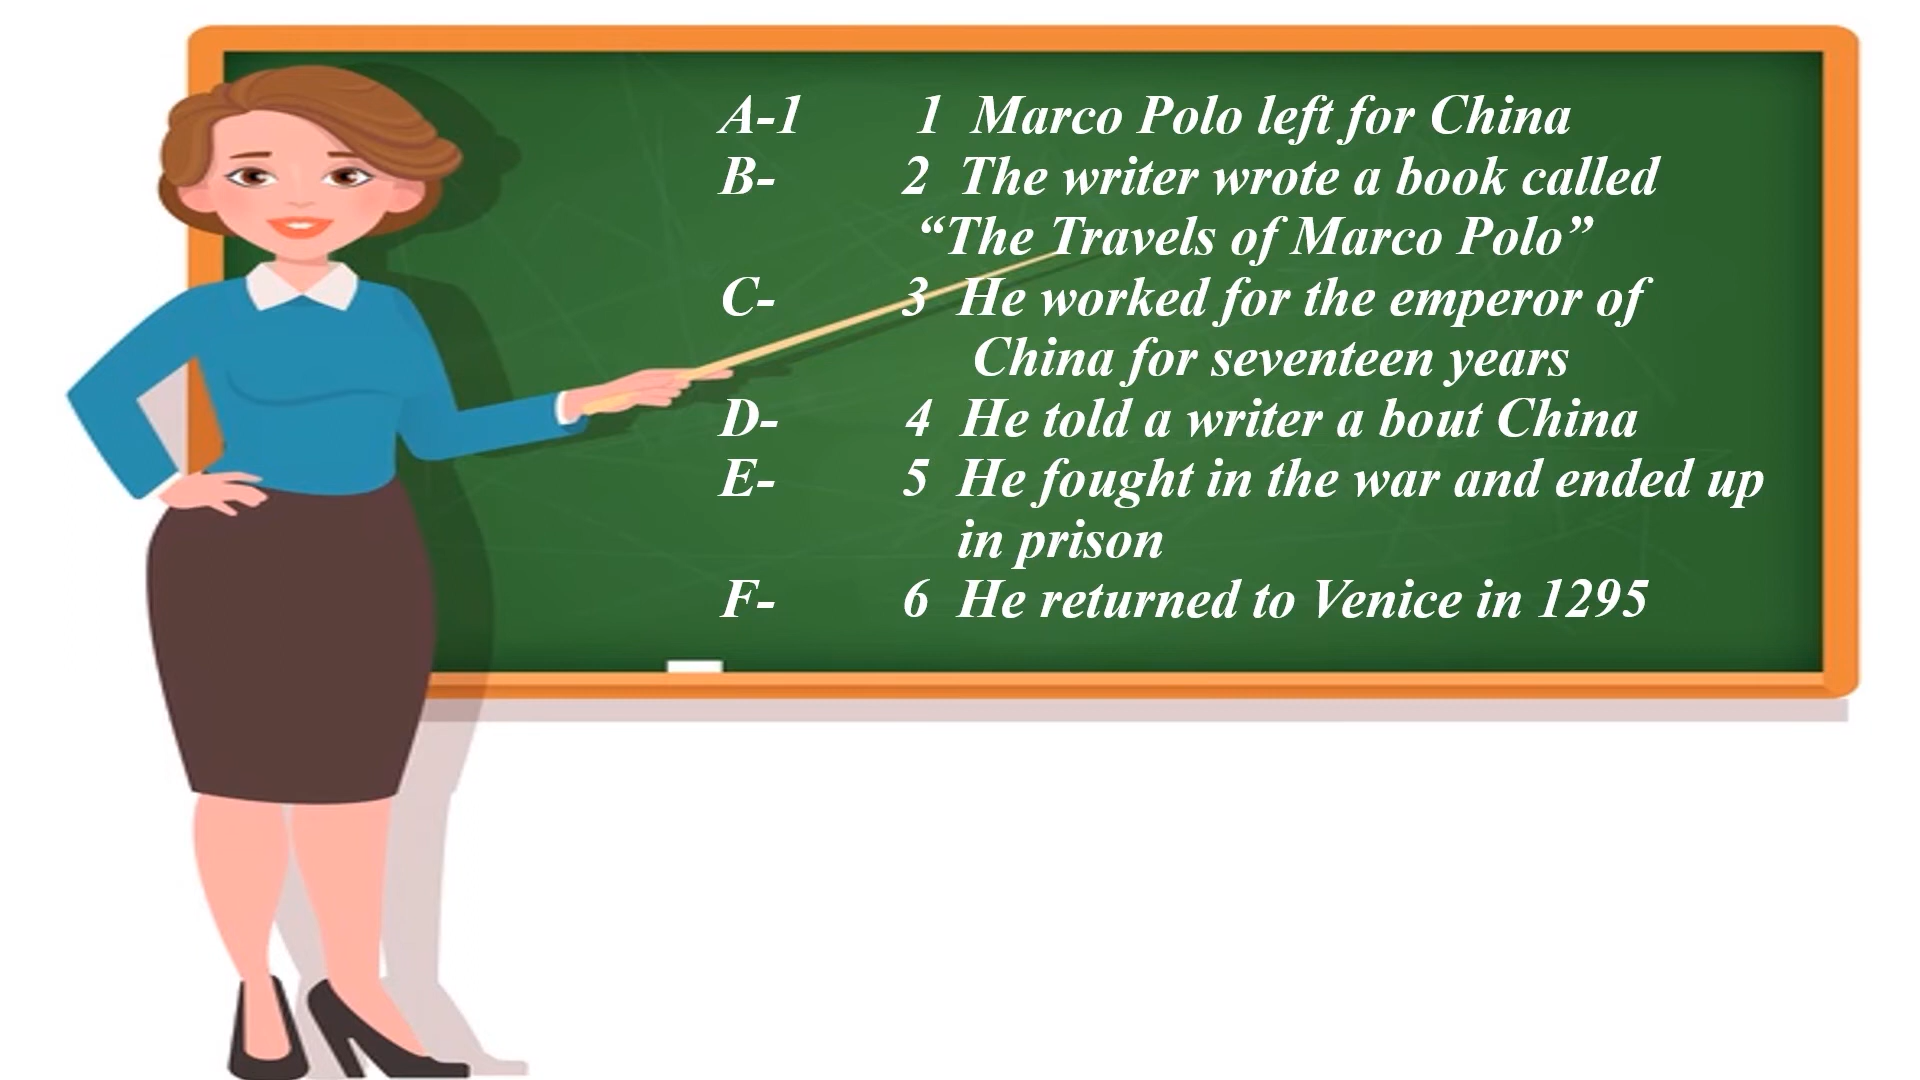 A-1 1 Marco Polo left for China
B- 2 The writer wrote a book called
“The Travels of Marco Polo”
C- 3 He worked for the emperor of
China for seventeen years
D- 4 He told a writer a bout China
E- 5 He fought in the war and ended up
in prison
F- 6 He returned to Venice in 1295